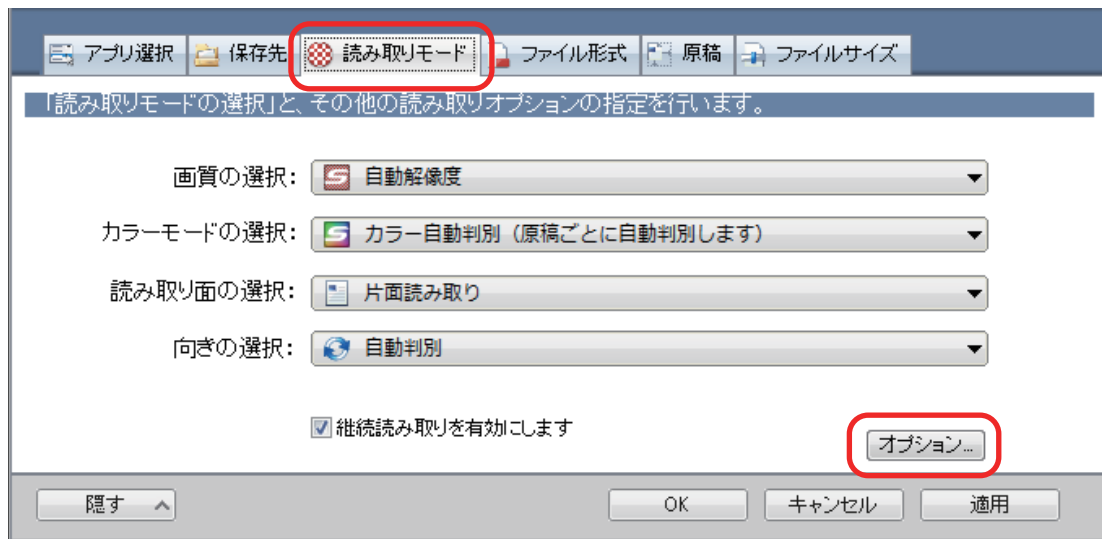 アプリ選択 保存先 読み取りモード ファイル形式 原稿 ファイルサイズ
「読み取りモードの選択」と、その他の読み取りオプションの指定を行います。
画質の選択: 自動解像度
カラーモードの選択: カラー自動判別（原稿ごとに自動判別します）
読み取り面の選択: 片面読み取り
向きの選択: 自動判別
継続読み取りを有効にします
オプション...
隠す OK キャンセル 適用